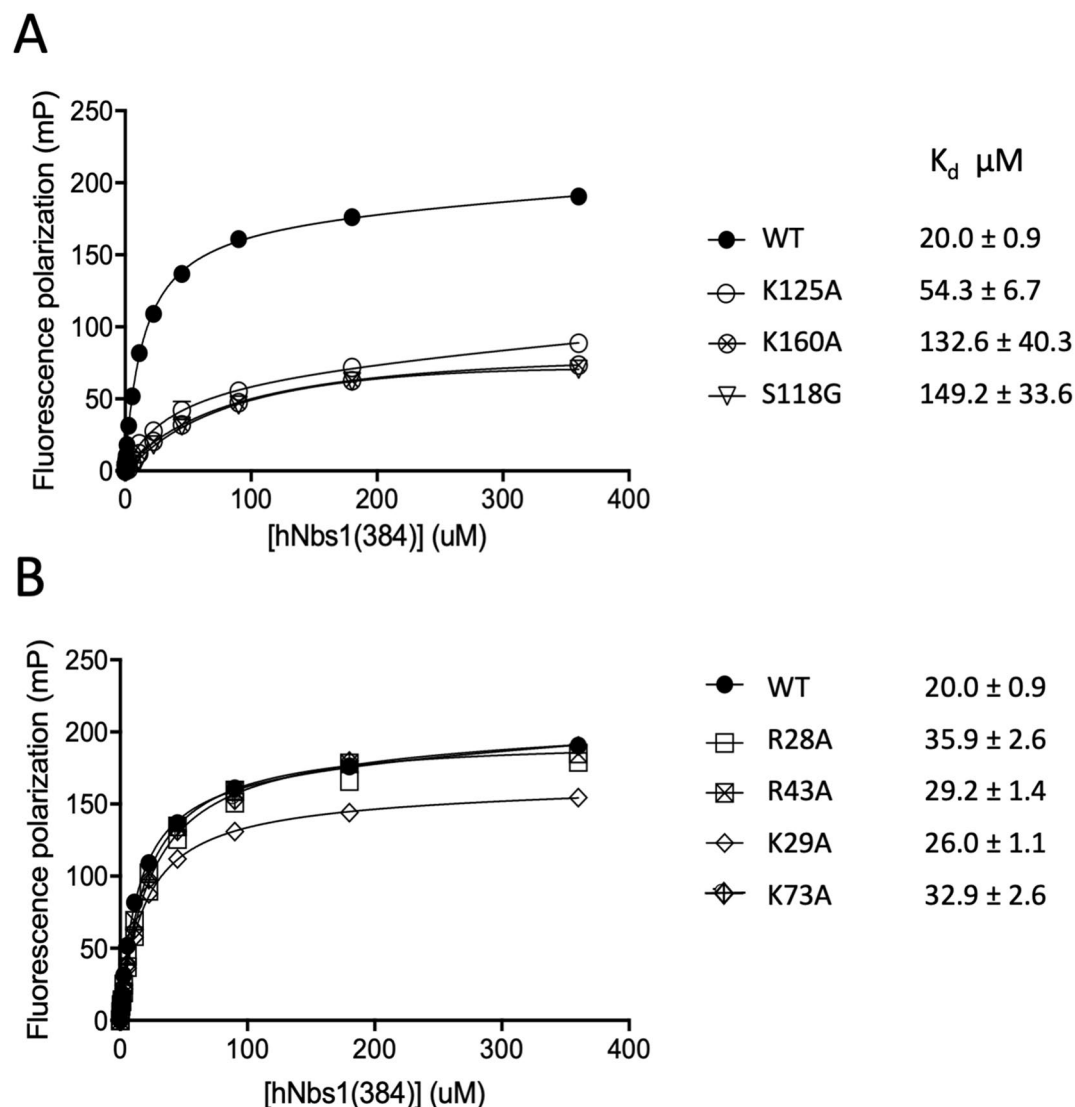 A
Fluorescence polarization (mP)
250
200
150
100
50
0
0 100 200 300 400
[hNbs1(384)] (uM)
Kd µM
WT 20.0 ± 0.9
K125A 54.3 ± 6.7
K160A 132.6 ± 40.3
S118G 149.2 ± 33.6
B
Fluorescence polarization (mP)
250
200
150
100
50
0
0 100 200 300 400
[hNbs1(384)] (uM)
WT 20.0 ± 0.9
R28A 35.9 ± 2.6
R43A 29.2 ± 1.4
K29A 26.0 ± 1.1
K73A 32.9 ± 2.6